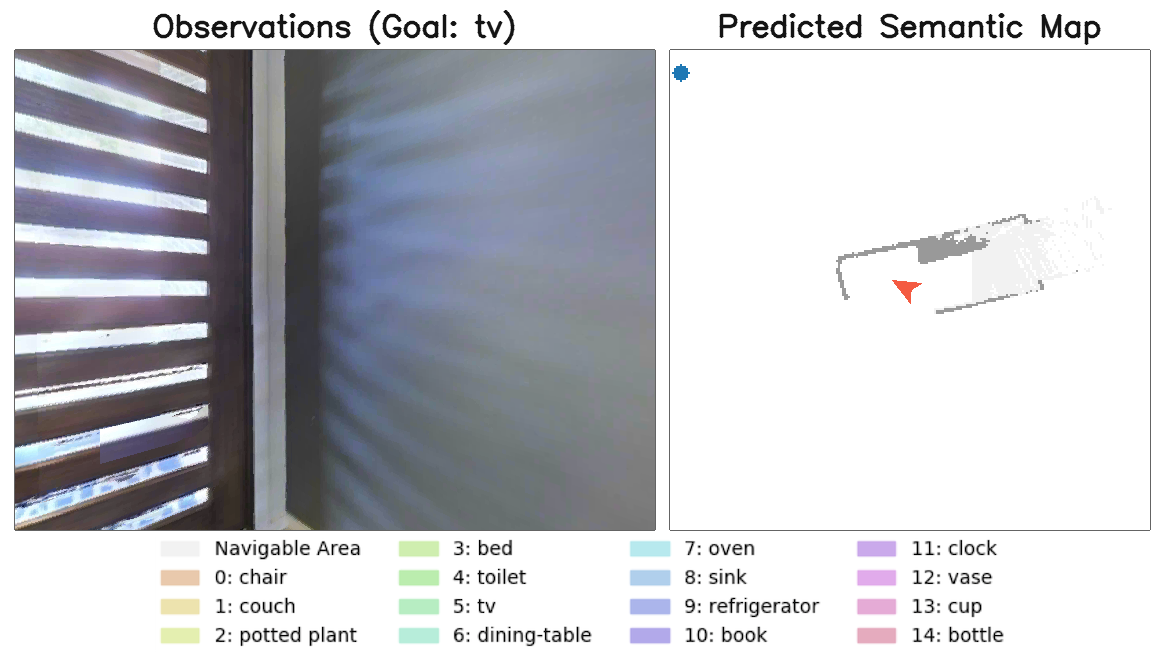 Observations (Goal: tv)
Predicted Semantic Map
Navigable Area
0: chair
1: couch
2: potted plant
3: bed
4: toilet
5: tv
6: dining-table
7: oven
8: sink
9: refrigerator
10: book
11: clock
12: vase
13: cup
14: bottle